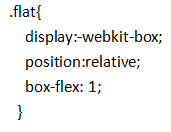 .flat{
display:-webkit-box;
position:relative;
box-flex: 1;
}